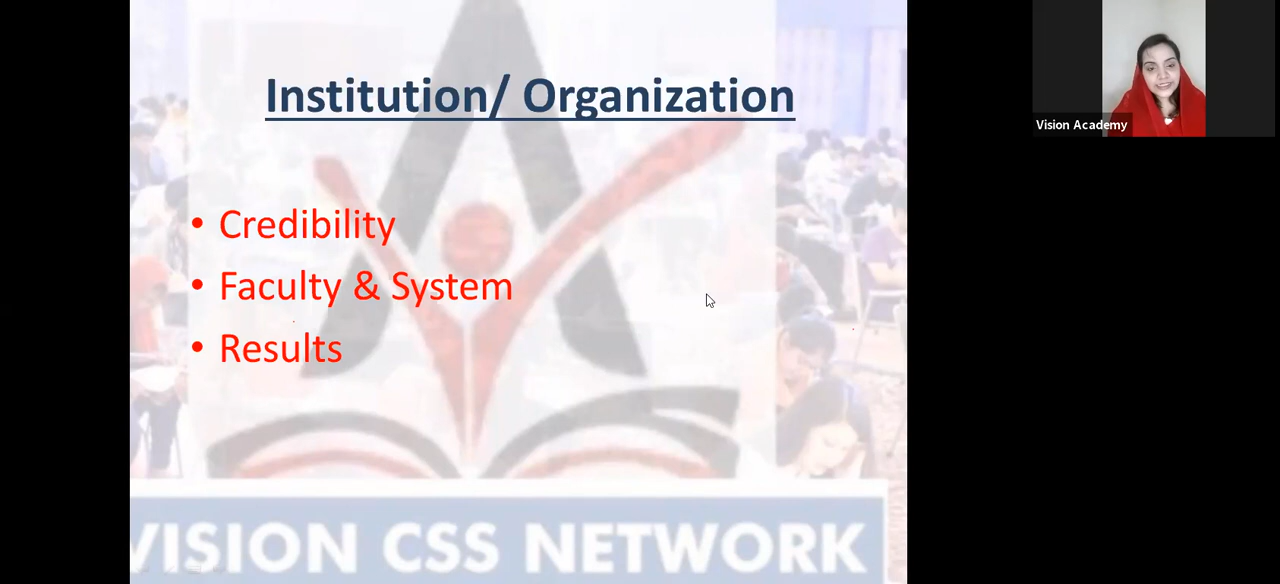 Institution/ Organization
• Credibility
• Faculty & System
• Results
VISION CSS NETWORK
Vision Academy